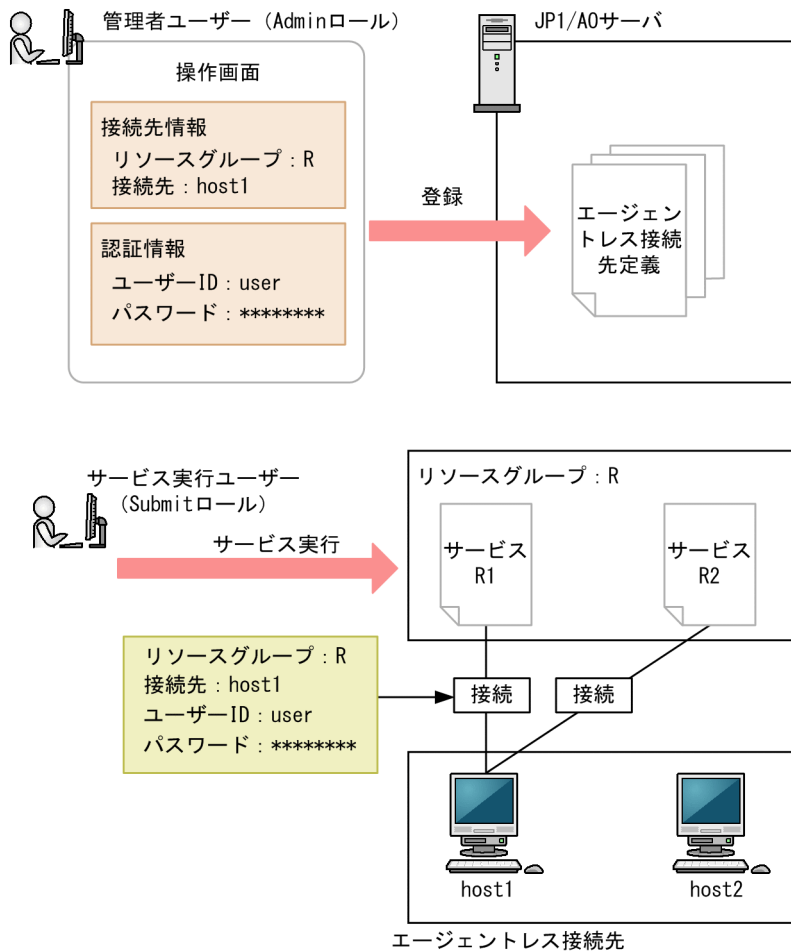 管理者ユーザー（Adminロール）
JP1/AOサーバ
操作画面
接続先情報
リソースグループ：R
接続先：host1
認証情報
ユーザーID：user
パスワード：********
登録
エージェン
トレス接続
先定義
サービス実行ユーザー
（Submitロール）
サービス実行
リソースグループ：R
サービス
R1
サービス
R2
リソースグループ：R
接続先：host1
ユーザーID：user
パスワード：********
接続
接続
host1
host2
エージェントレス接続先